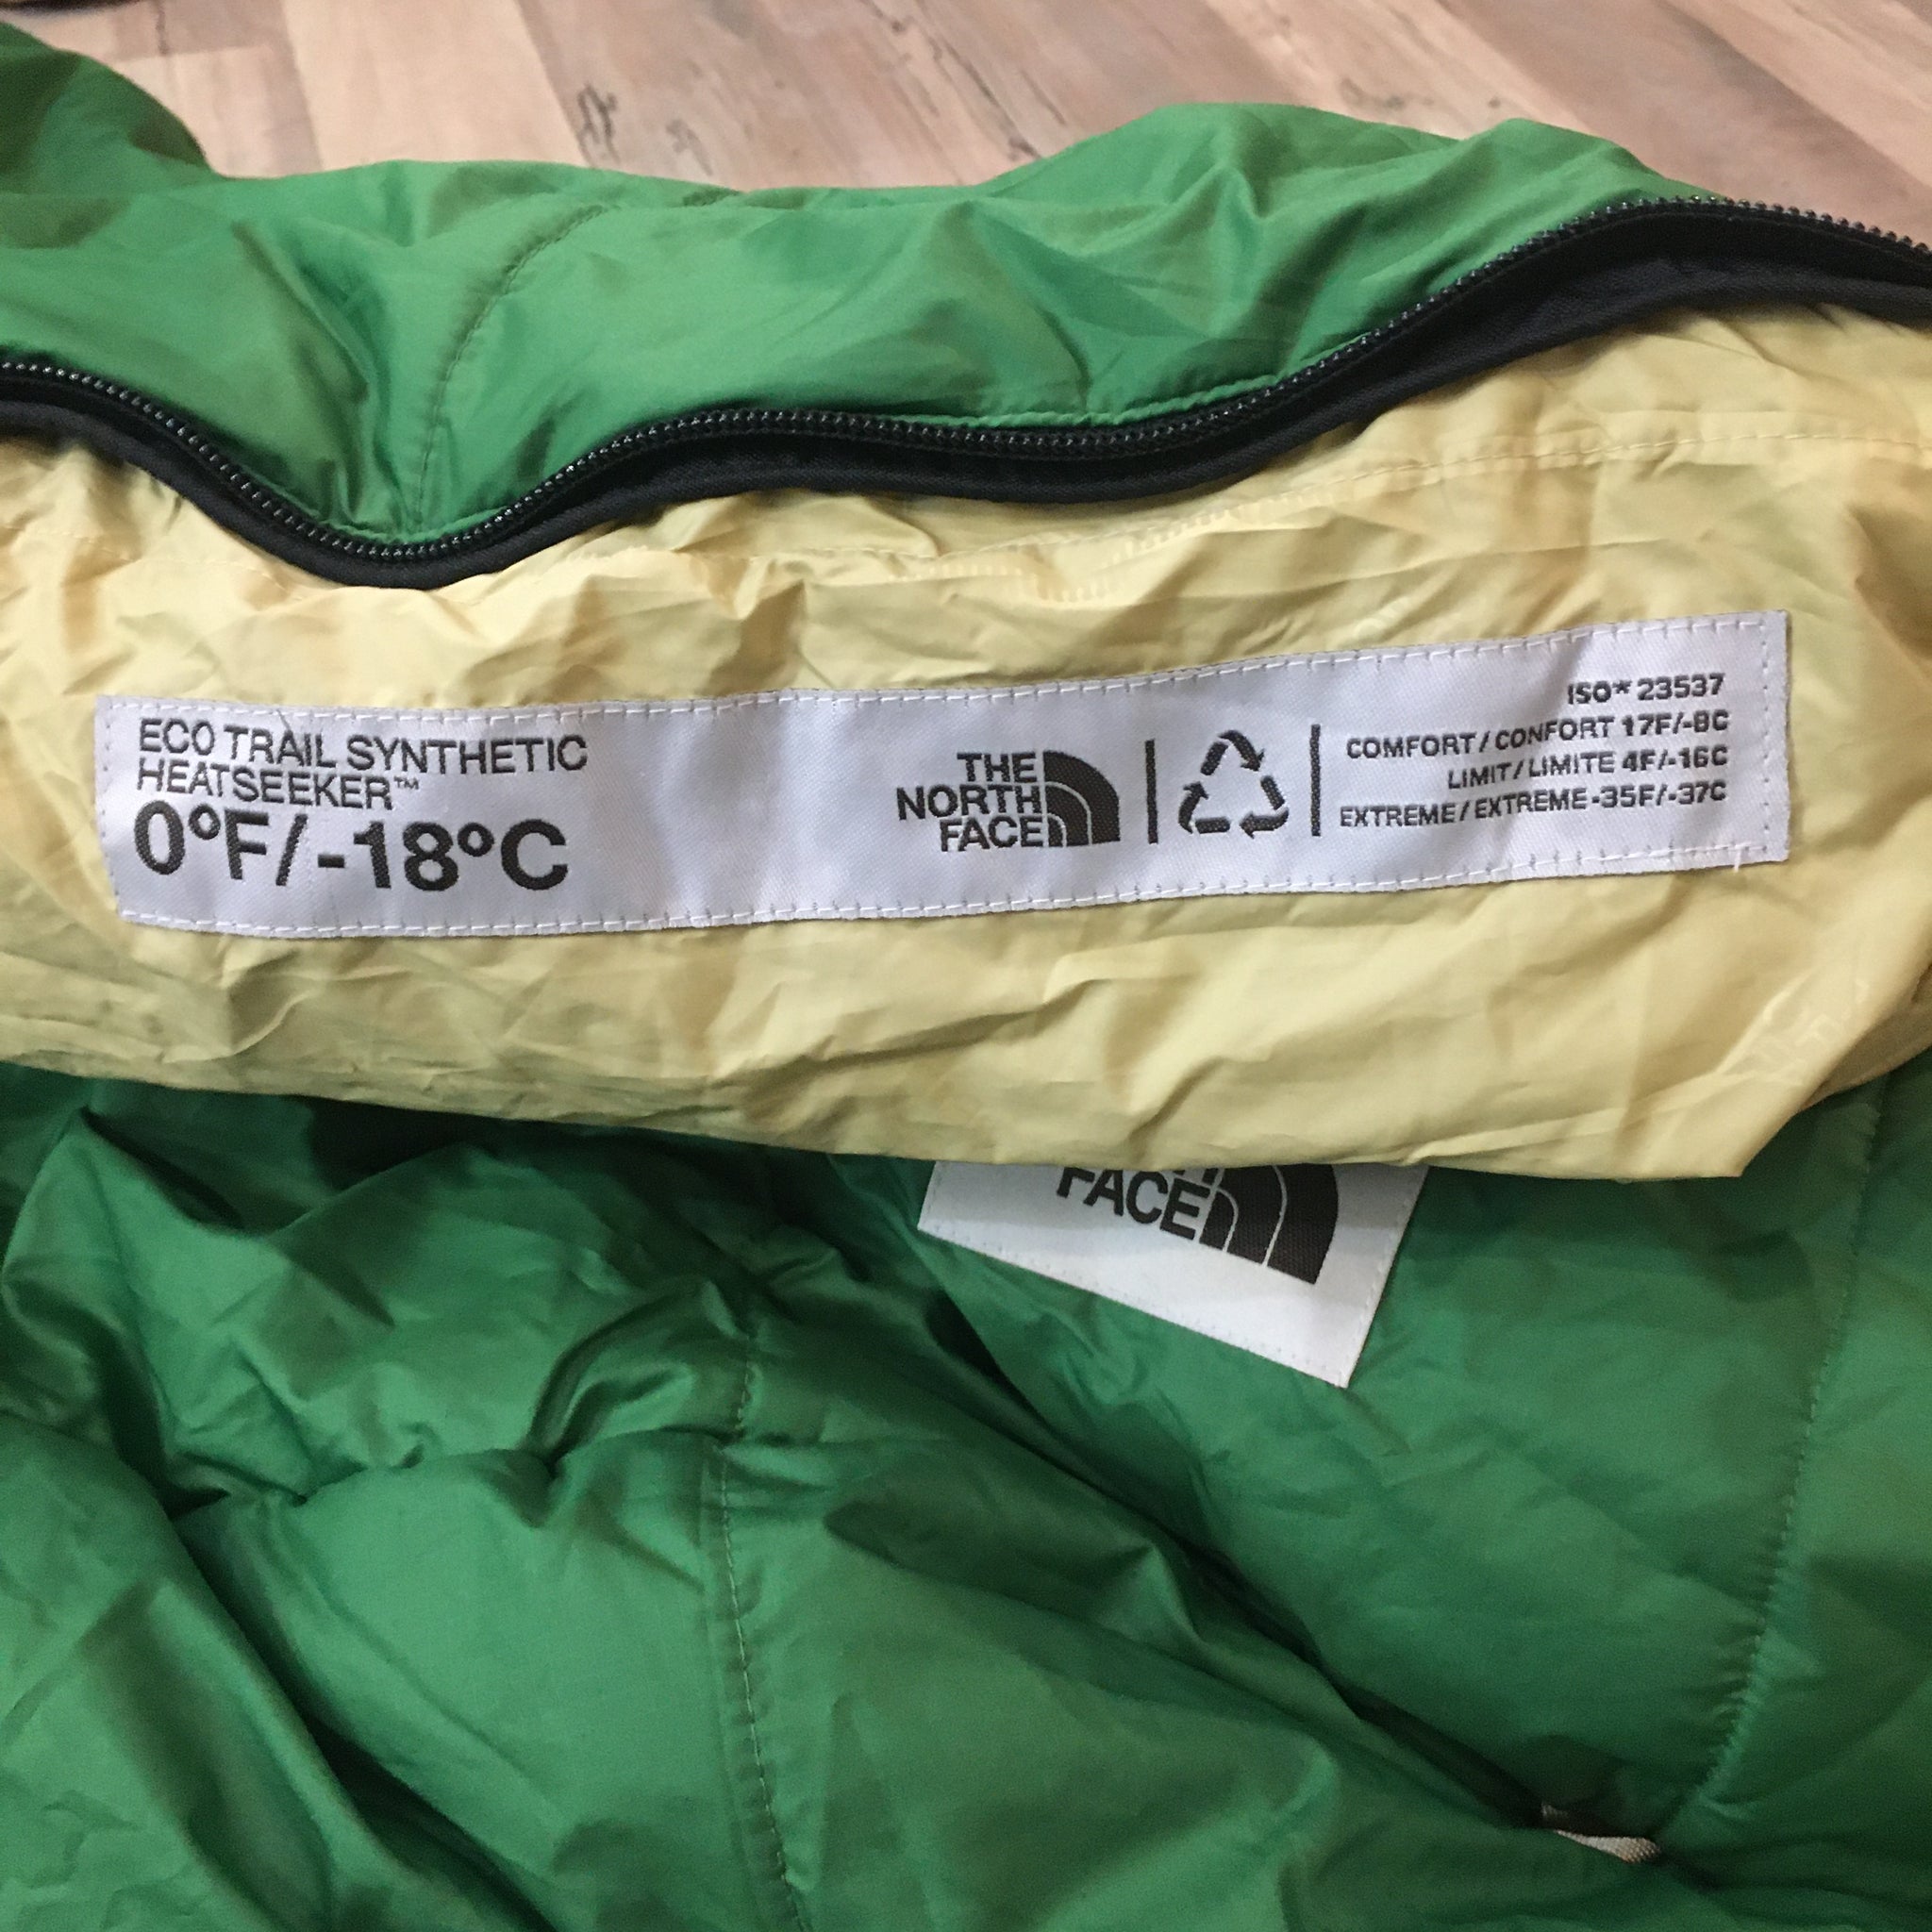 ECO TRAIL SYNTHETIC
HEATSEEKER™
0°F/-18°C
THE
NORTH
FACE
ISO* 23537
COMFORT/CONFORT 17F/-8C
LIMIT/LIMITE 4F/-16C
EXTREME/EXTREME -35F/-37C
FACE